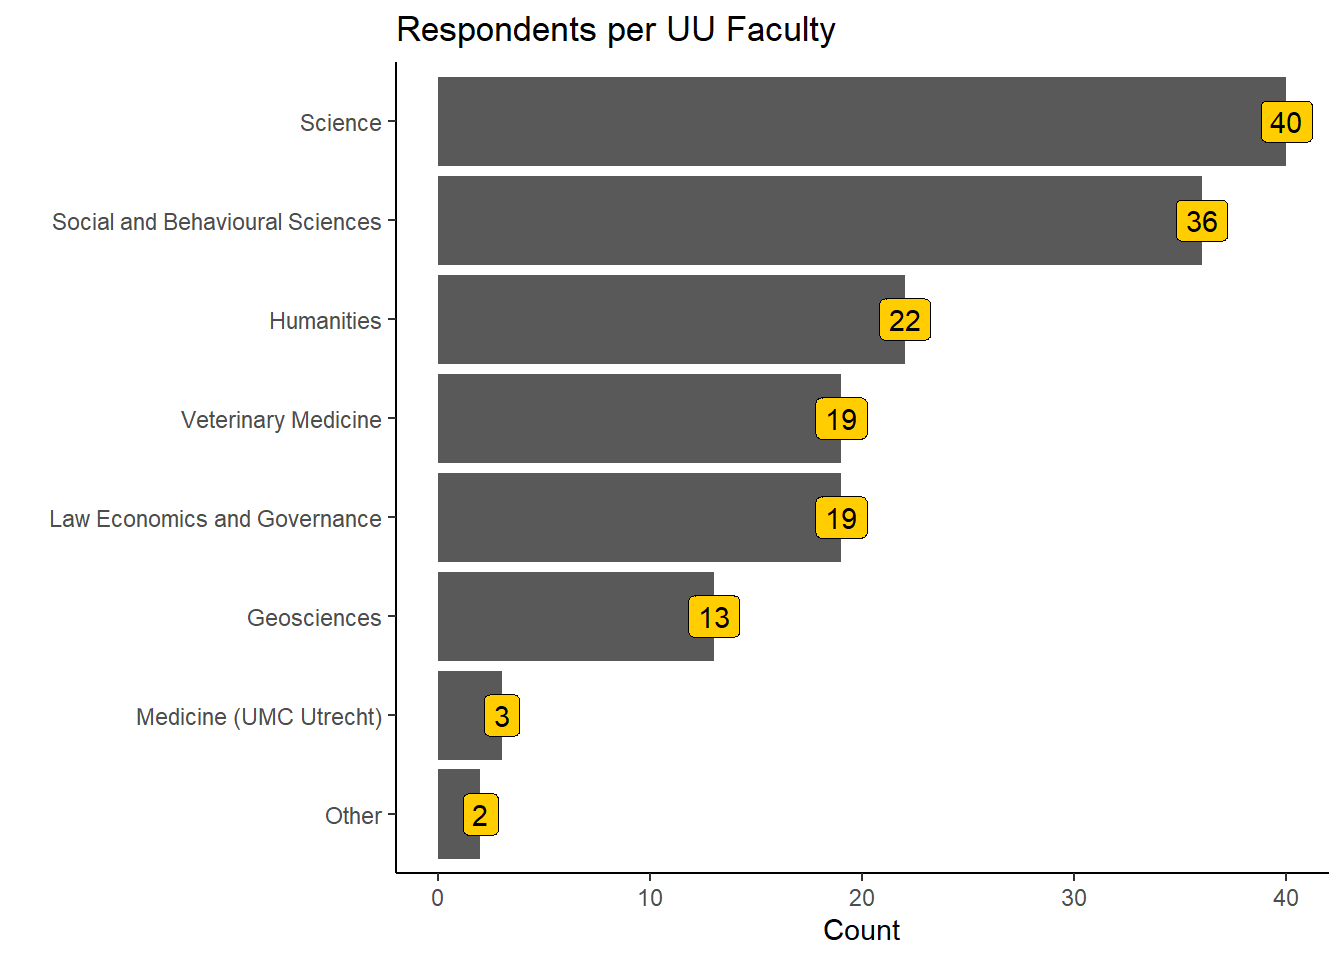 Respondents per UU Faculty
Science 40
Social and Behavioural Sciences 36
Humanities 22
Veterinary Medicine 19
Law Economics and Governance 19
Geosciences 13
Medicine (UMC Utrecht) 3
Other 2
0 10 20 30 40
Count